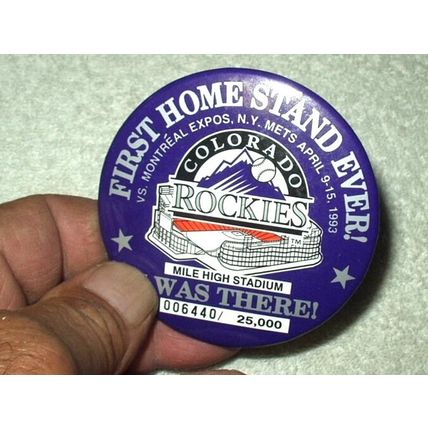 FIRST HOME STAND EVER!
VS. MONTRÉAL EXPOS, N.Y. METS APRIL 9-15, 1993
COLORADO
ROCKIES
TM
MILE HIGH STADIUM
WAS THERE!
006440/ 25,000